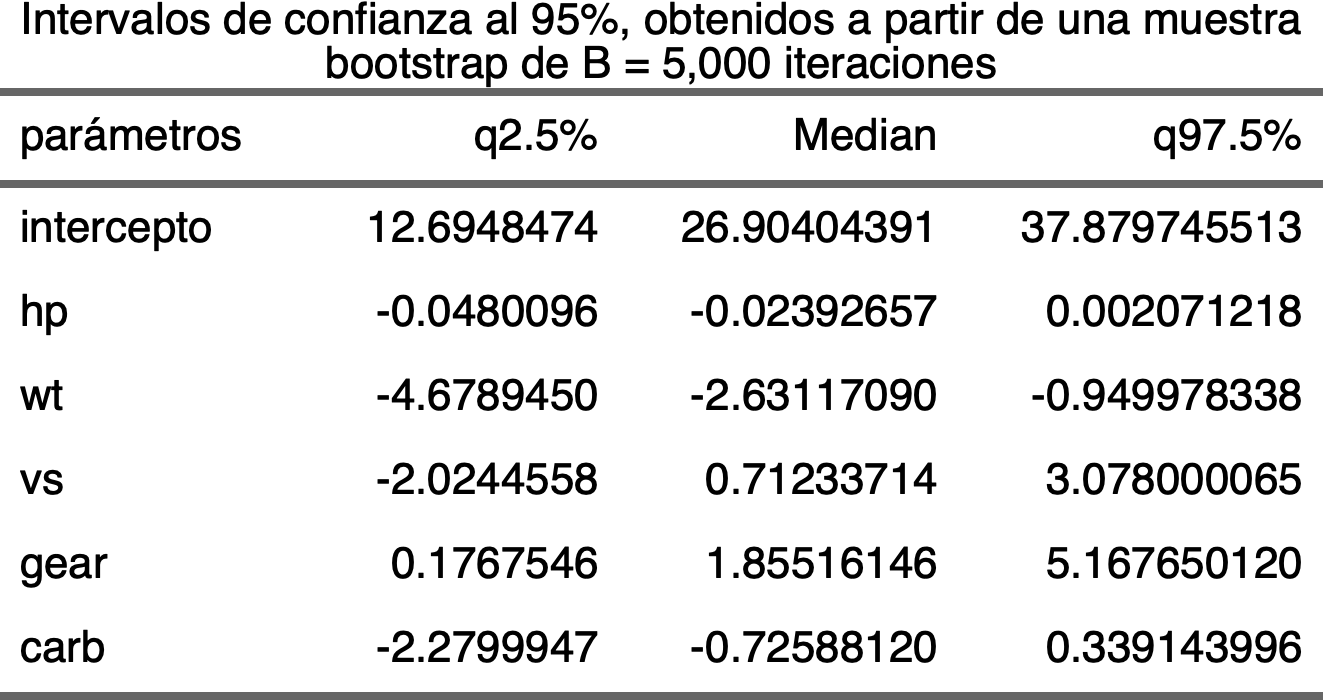 Intervalos de confianza al 95%, obtenidos a partir de una muestra
bootstrap de B = 5,000 iteraciones
parámetros q2.5% Median q97.5%
intercepto 12.6948474 26.90404391 37.879745513
hp -0.0480096 -0.02392657 0.002071218
wt -4.6789450 -2.63117090 -0.949978338
vs -2.0244558 0.71233714 3.078000065
gear 0.1767546 1.85516146 5.167650120
carb -2.2799947 -0.72588120 0.339143996